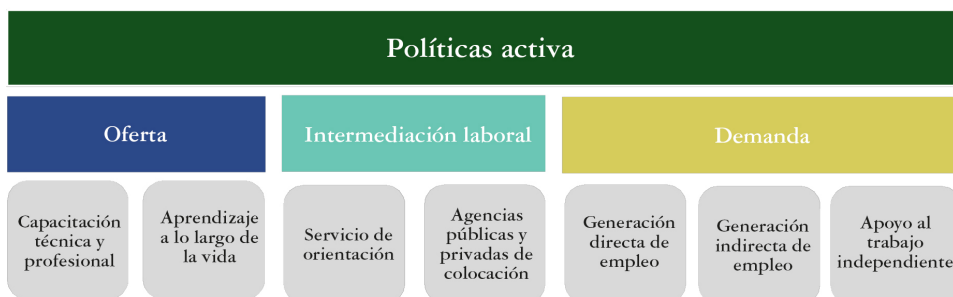 Políticas activa
Oferta
Intermediación laboral
Demanda
Capacitación
técnica y
profesional
Aprendizaje
a lo largo de
la vida
Servicio de
orientación
Agencias
públicas y
privadas de
colocación
Generación
directa de
empleo
Generación
indirecta de
empleo
Apoyo al
trabajo
independiente